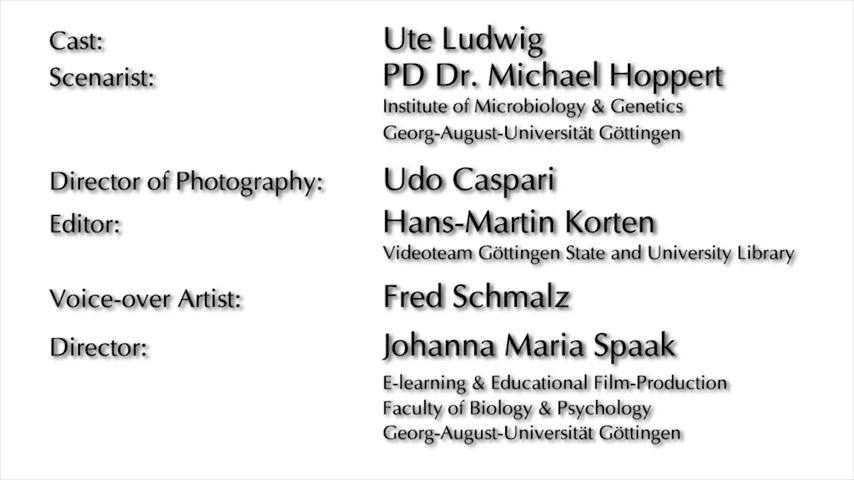 Cast: Ute Ludwig
Scenarist: PD Dr. Michael Hoppert
Institute of Microbiology & Genetics
Georg-August-Universität Göttingen
Director of Photography: Udo Caspari
Editor: Hans-Martin Korten
Videoteam Göttingen State and University Library
Voice-over Artist: Fred Schmalz
Director: Johanna Maria Spaak
E-learning & Educational Film-Production
Faculty of Biology & Psychology
Georg-August-Universität Göttingen